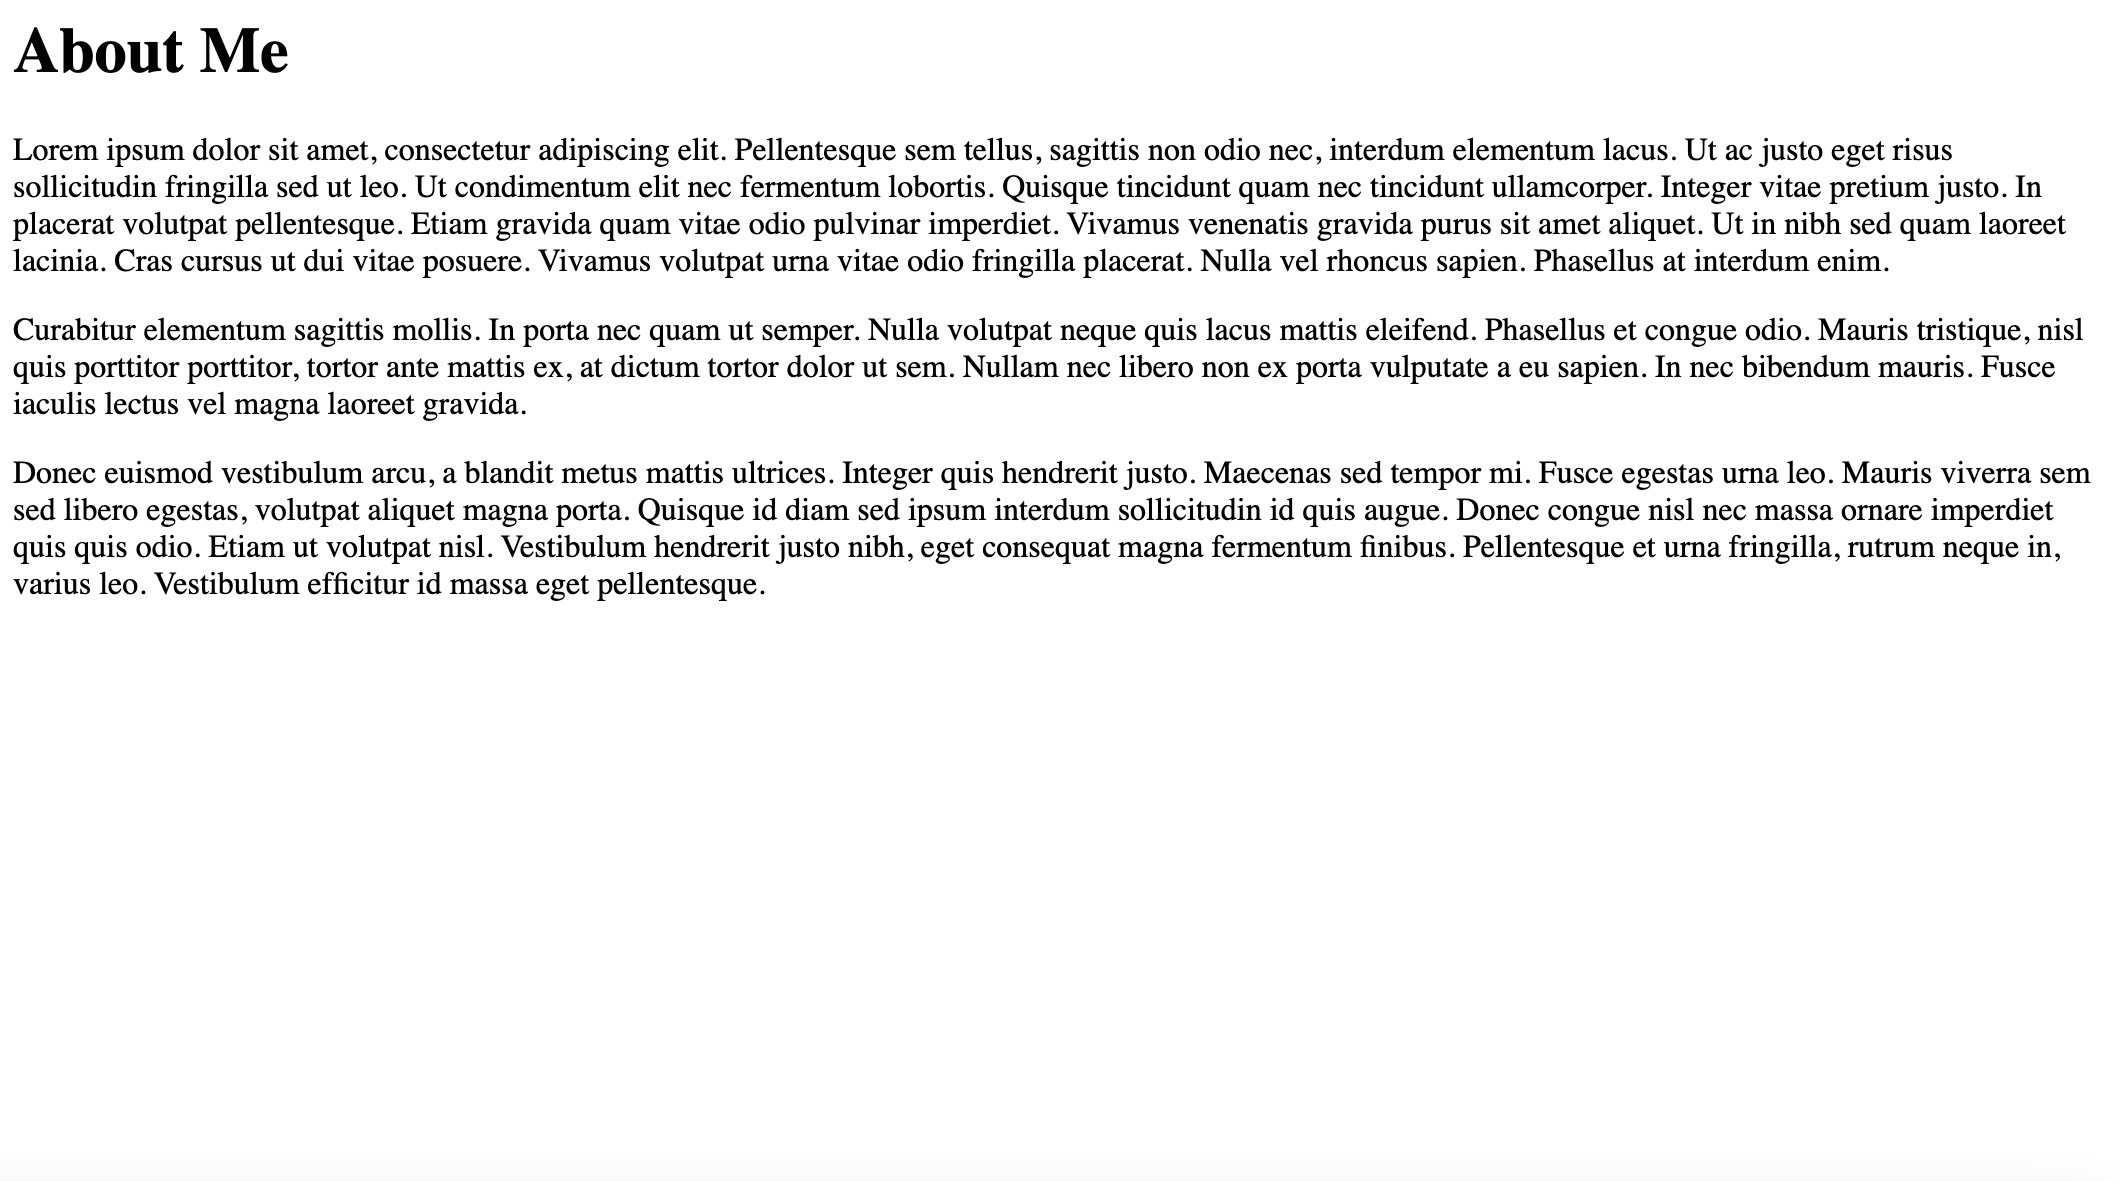 About Me
Lorem ipsum dolor sit amet, consectetur adipiscing elit. Pellentesque sem tellus, sagittis non odio nec, interdum elementum lacus. Ut ac justo eget risus
sollicitudin fringilla sed ut leo. Ut condimentum elit nec fermentum lobortis. Quisque tincidunt quam nec tincidunt ullamcorper. Integer vitae pretium justo. In
placerat volutpat pellentesque. Etiam gravida quam vitae odio pulvinar imperdiet. Vivamus venenatis gravida purus sit amet aliquet. Ut in nibh sed quam laoreet
lacinia. Cras cursus ut dui vitae posuere. Vivamus volutpat urna vitae odio fringilla placerat. Nulla vel rhoncus sapien. Phasellus at interdum enim.
Curabitur elementum sagittis mollis. In porta nec quam ut semper. Nulla volutpat neque quis lacus mattis eleifend. Phasellus et congue odio. Mauris tristique, nisl
quis porttitor porttitor, tortor ante mattis ex, at dictum tortor dolor ut sem. Nullam nec libero non ex porta vulputate a eu sapien. In nec bibendum mauris. Fusce
iaculis lectus vel magna laoreet gravida.
Donec euismod vestibulum arcu, a blandit metus mattis ultrices. Integer quis hendrerit justo. Maecenas sed tempor mi. Fusce egestas urna leo. Mauris viverra sem
sed libero egestas, volutpat aliquet magna porta. Quisque id diam sed ipsum interdum sollicitudin id quis augue. Donec congue nisl nec massa ornare imperdiet
quis quis odio. Etiam ut volutpat nisl. Vestibulum hendrerit justo nibh, eget consequat magna fermentum finibus. Pellentesque et urna fringilla, rutrum neque in,
varius leo. Vestibulum efficitur id massa eget pellentesque.